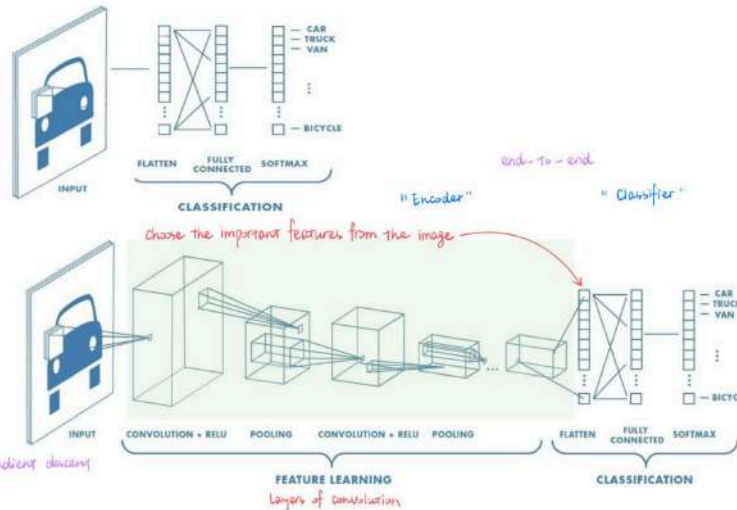 CAR
TRUCK
VAN
BICYCLE
INPUT
FLATTEN
FULLY CONNECTED
SOFTMAX
CLASSIFICATION
end-to-end
"Encoder"
"Classifier"
choose the important features from the image
CAR
TRUCK
VAN
BICYC
INPUT
CONVOLUTION + RELU
POOLING
CONVOLUTION + RELU
POOLING
FLATTEN
FULLY CONNECTED
SOFTMAX
descent
FEATURE LEARNING
CLASSIFICATION
Layers of convolution